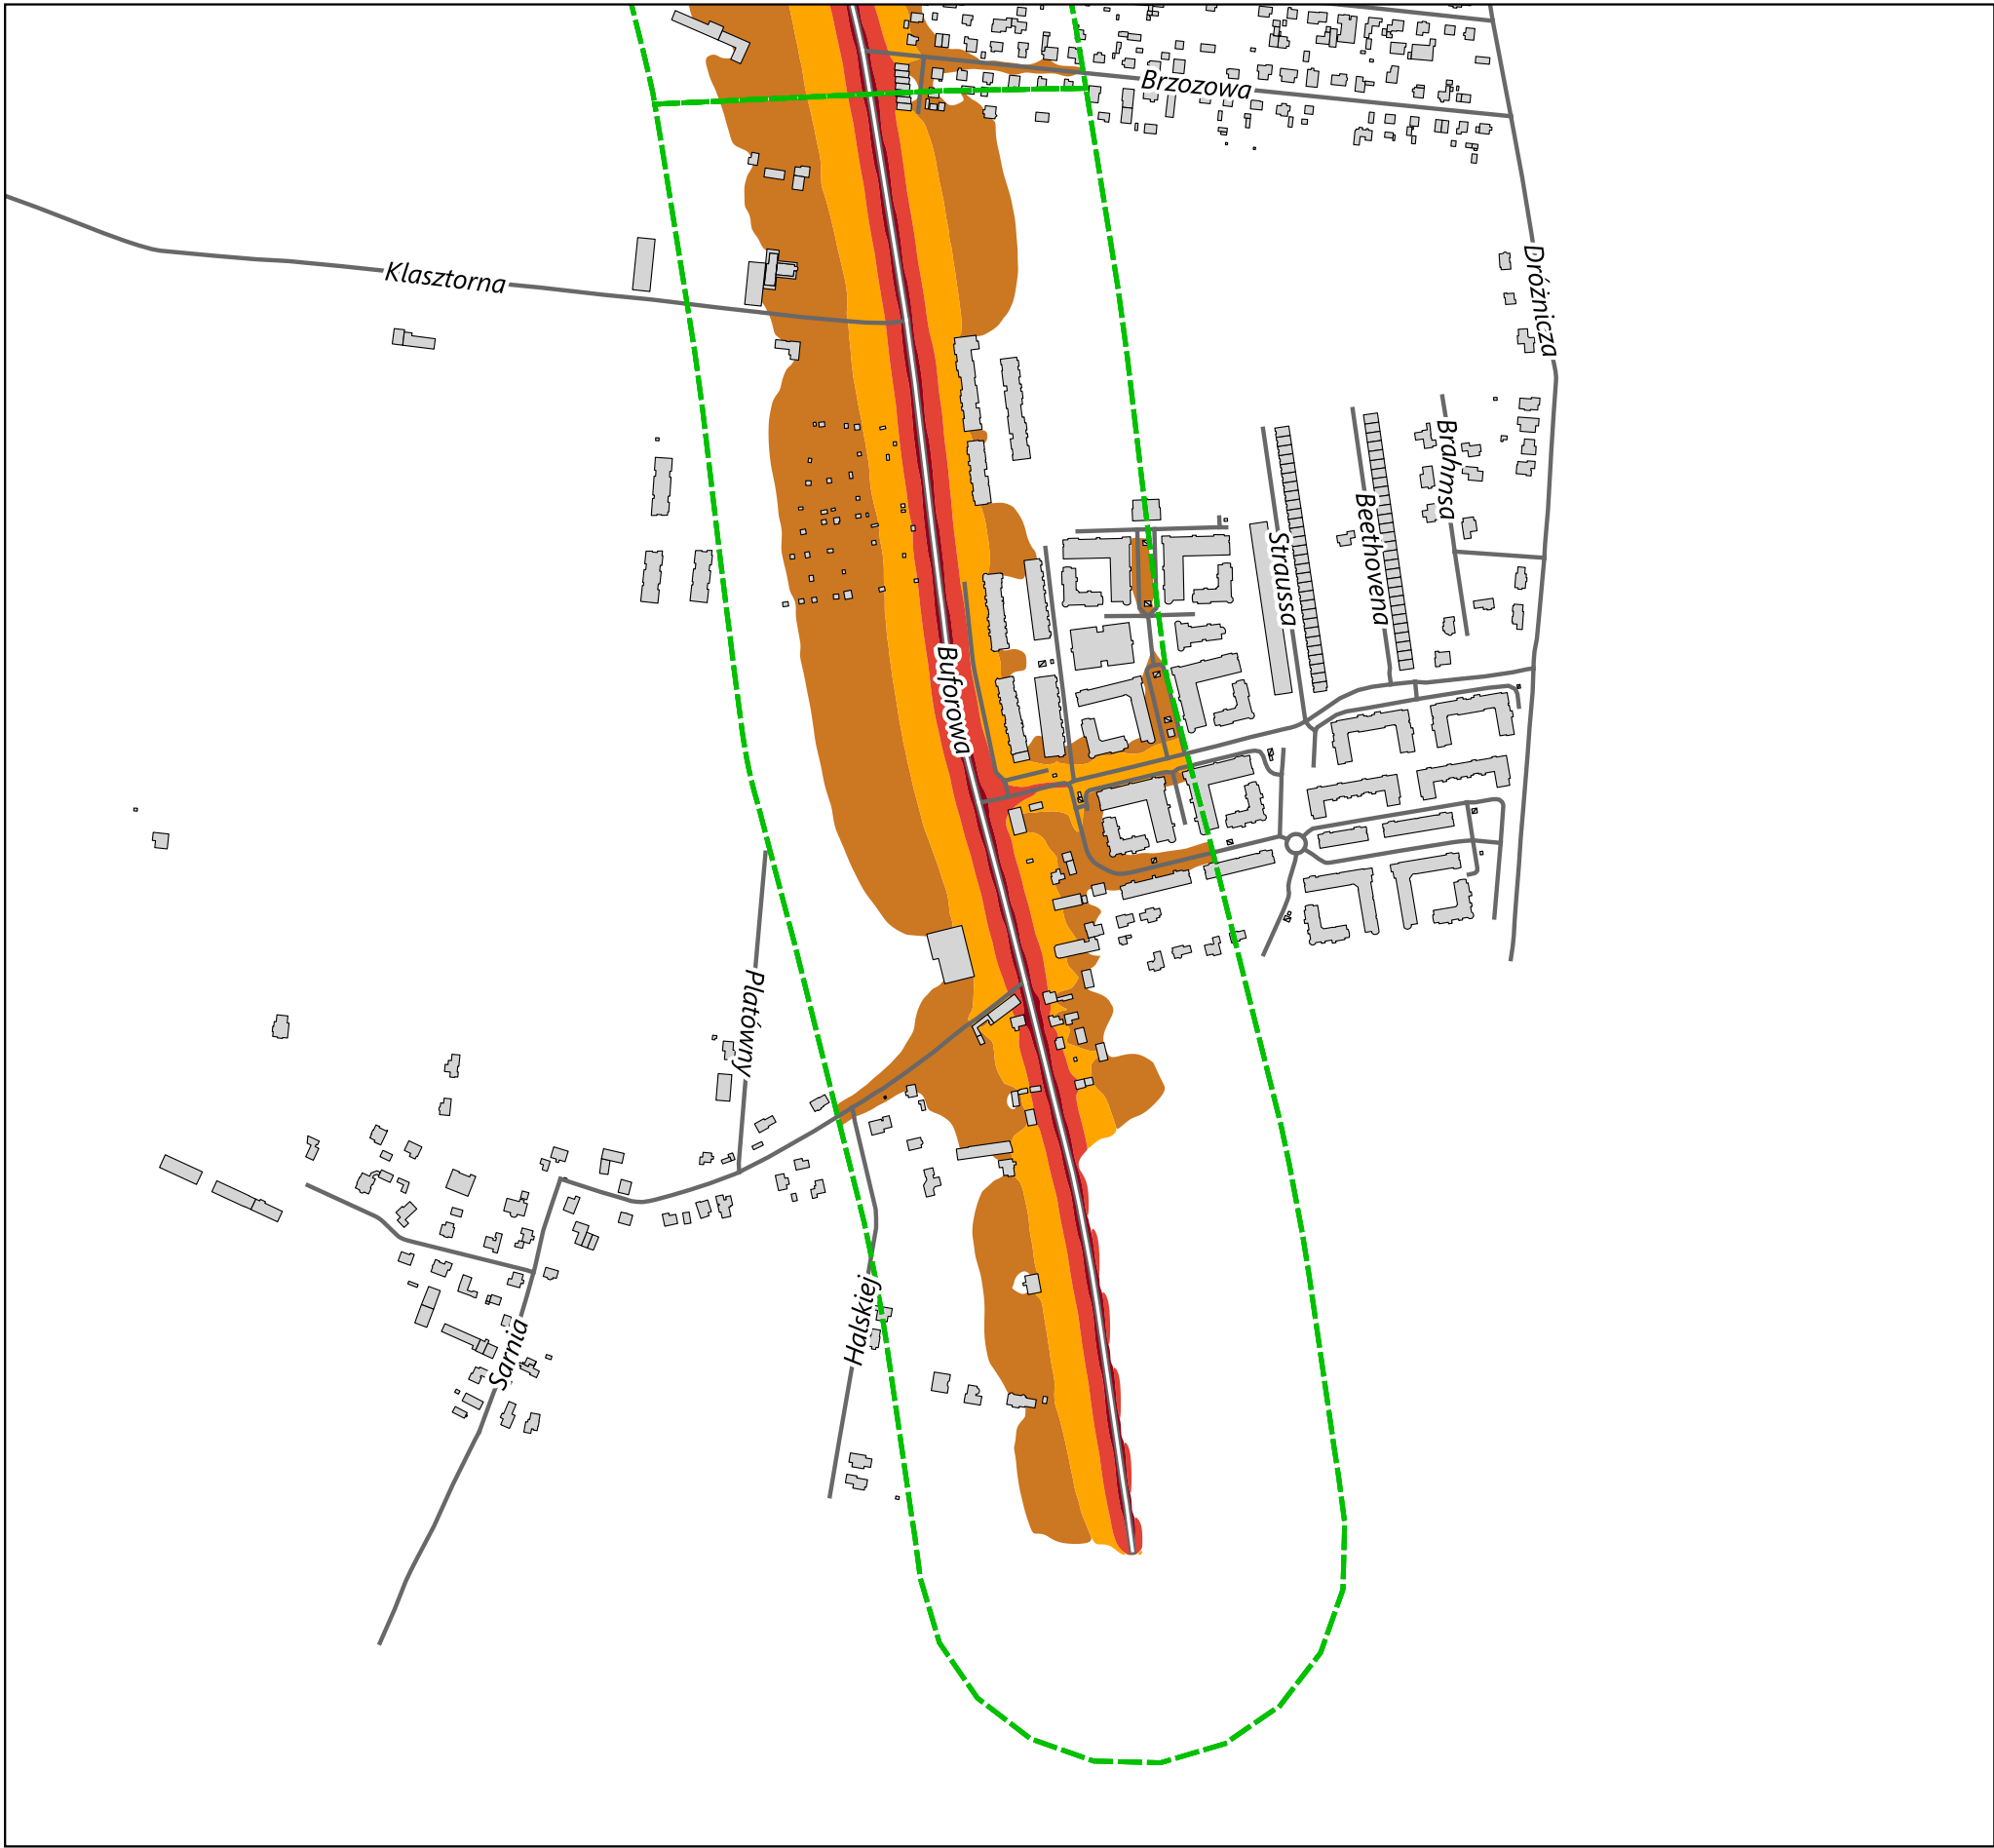 Brzozowa
Klasztorna
Dróżnicza
Brahmsa
Beethovena
Straussa
Buforowa
Platówny
Halskiej
Sarnia